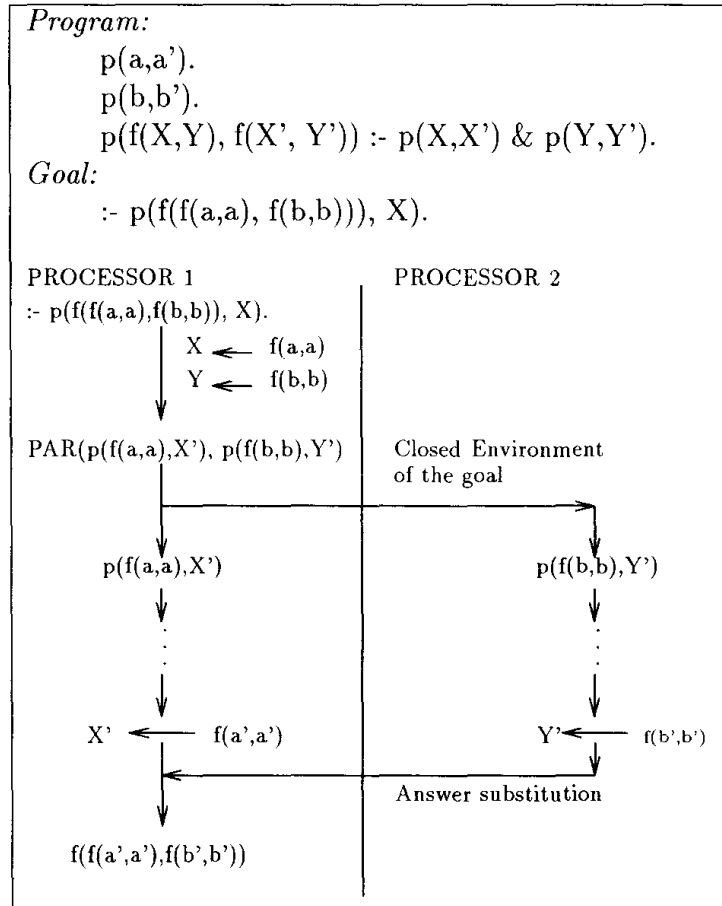 Program:
p(a,a').
p(b,b').
p(f(X,Y), f(X', Y')) :- p(X,X') & p(Y,Y').
Goal:
:- p(f(f(a,a), f(b,b))), X).
PROCESSOR 1
PROCESSOR 2
:- p(f(f(a,a),f(b,b)), X).
X f(a,a)
Y f(b,b)
PAR(p(f(a,a),X'), p(f(b,b),Y')
Closed Environment
of the goal
p(f(a,a),X')
p(f(b,b),Y')
X' f(a',a')
Y' f(b',b')
Answer substitution
f(f(a',a'),f(b',b'))